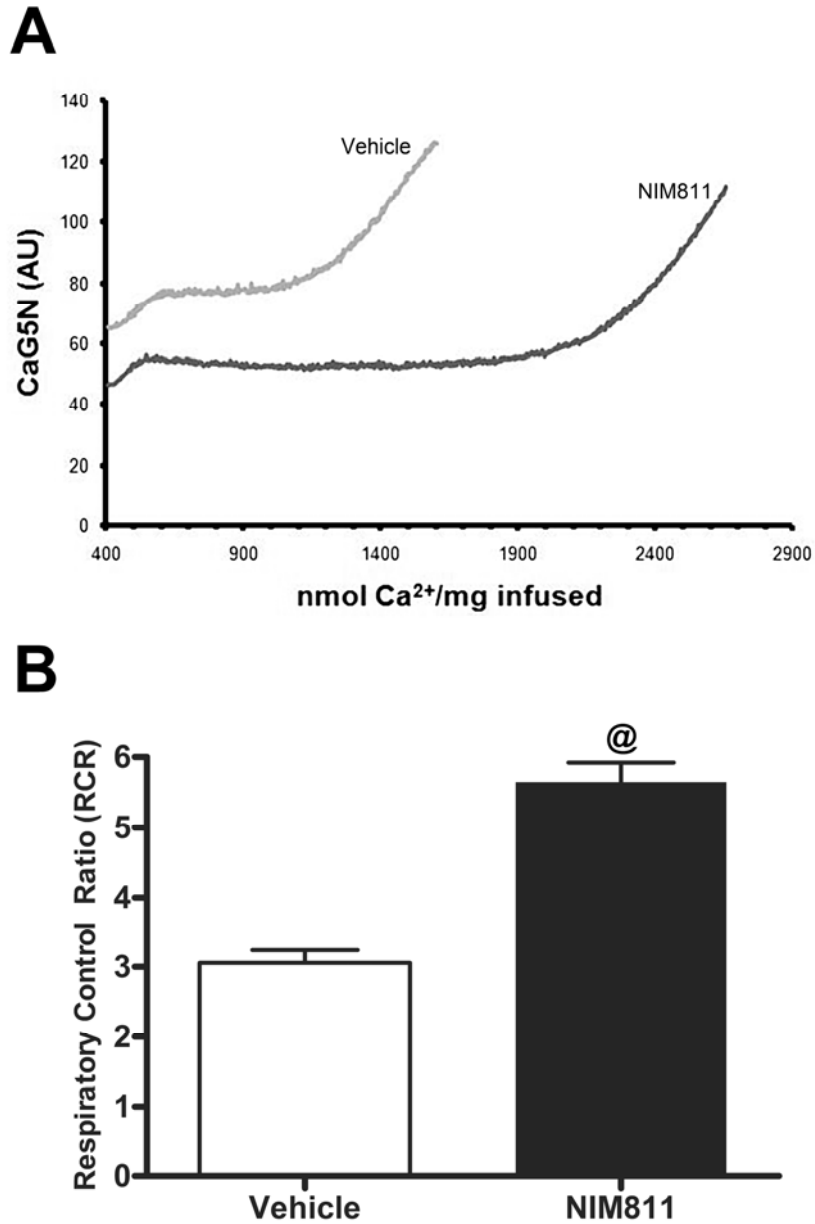 A
CaG5N (AU)
140
120
100
80
60
40
20
0
Vehicle
NIM811
400 900 1400 1900 2400 2900
nmol Ca²⁺/mg infused
B
Respiratory Control Ratio (RCR)
6
5
4
3
2
1
0
@
Vehicle NIM811